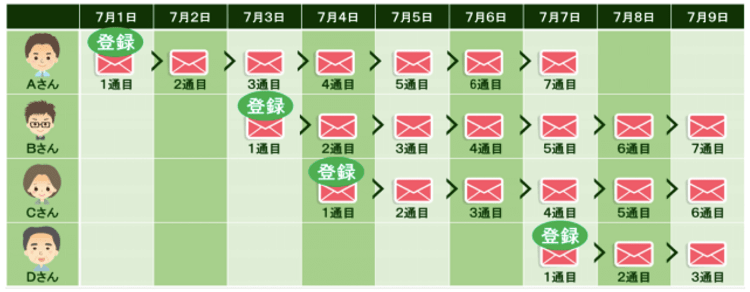 7月1日 7月2日 7月3日 7月4日 7月5日 7月6日 7月7日 7月8日 7月9日
登録
Aさん 1通目 2通目 3通目 4通目 5通目 6通目 7通目
登録
Bさん 1通目 2通目 3通目 4通目 5通目 6通目 7通目
登録
Cさん 1通目 2通目 3通目 4通目 5通目 6通目
登録
Dさん 1通目 2通目 3通目